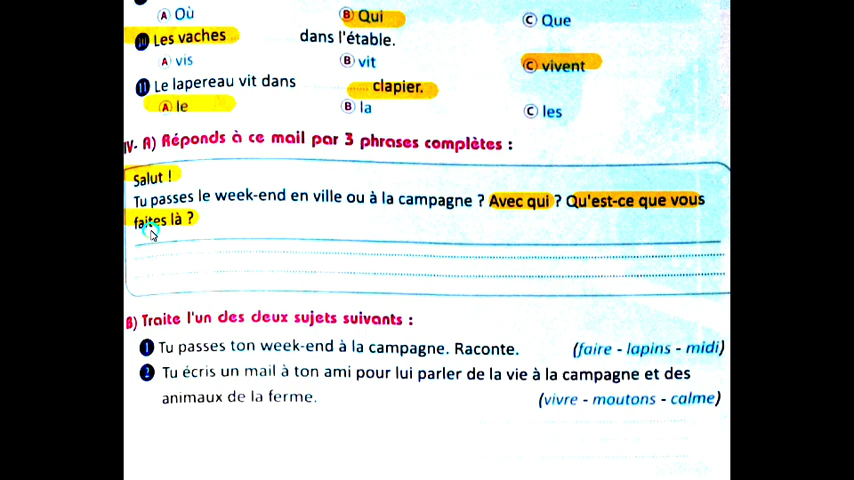 A Où B Qui C Que
10 Les vaches ...... dans l'étable.
A vis B vit C vivent
11 Le lapereau vit dans ...... clapier.
A le B la C les
IV- A) Réponds à ce mail par 3 phrases complètes :
Salut !
Tu passes le week-end en ville ou à la campagne ? Avec qui ? Qu'est-ce que vous
faites là ?
B) Traite l'un des deux sujets suivants :
1 Tu passes ton week-end à la campagne. Raconte. (faire - lapins - midi)
2 Tu écris un mail à ton ami pour lui parler de la vie à la campagne et des
animaux de la ferme. (vivre - moutons - calme)